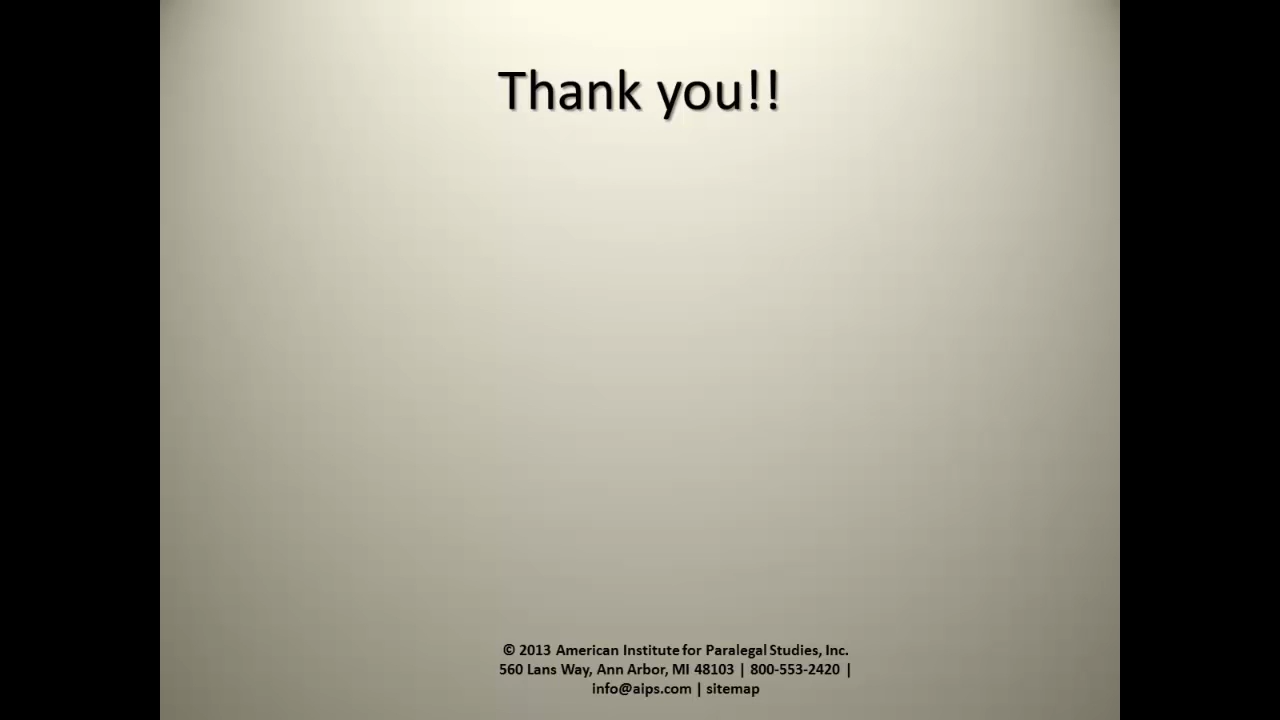 Thank you!!
© 2013 American Institute for Paralegal Studies, Inc.
560 Lans Way, Ann Arbor, MI 48103 | 800-553-2420 |
info@aips.com | sitemap